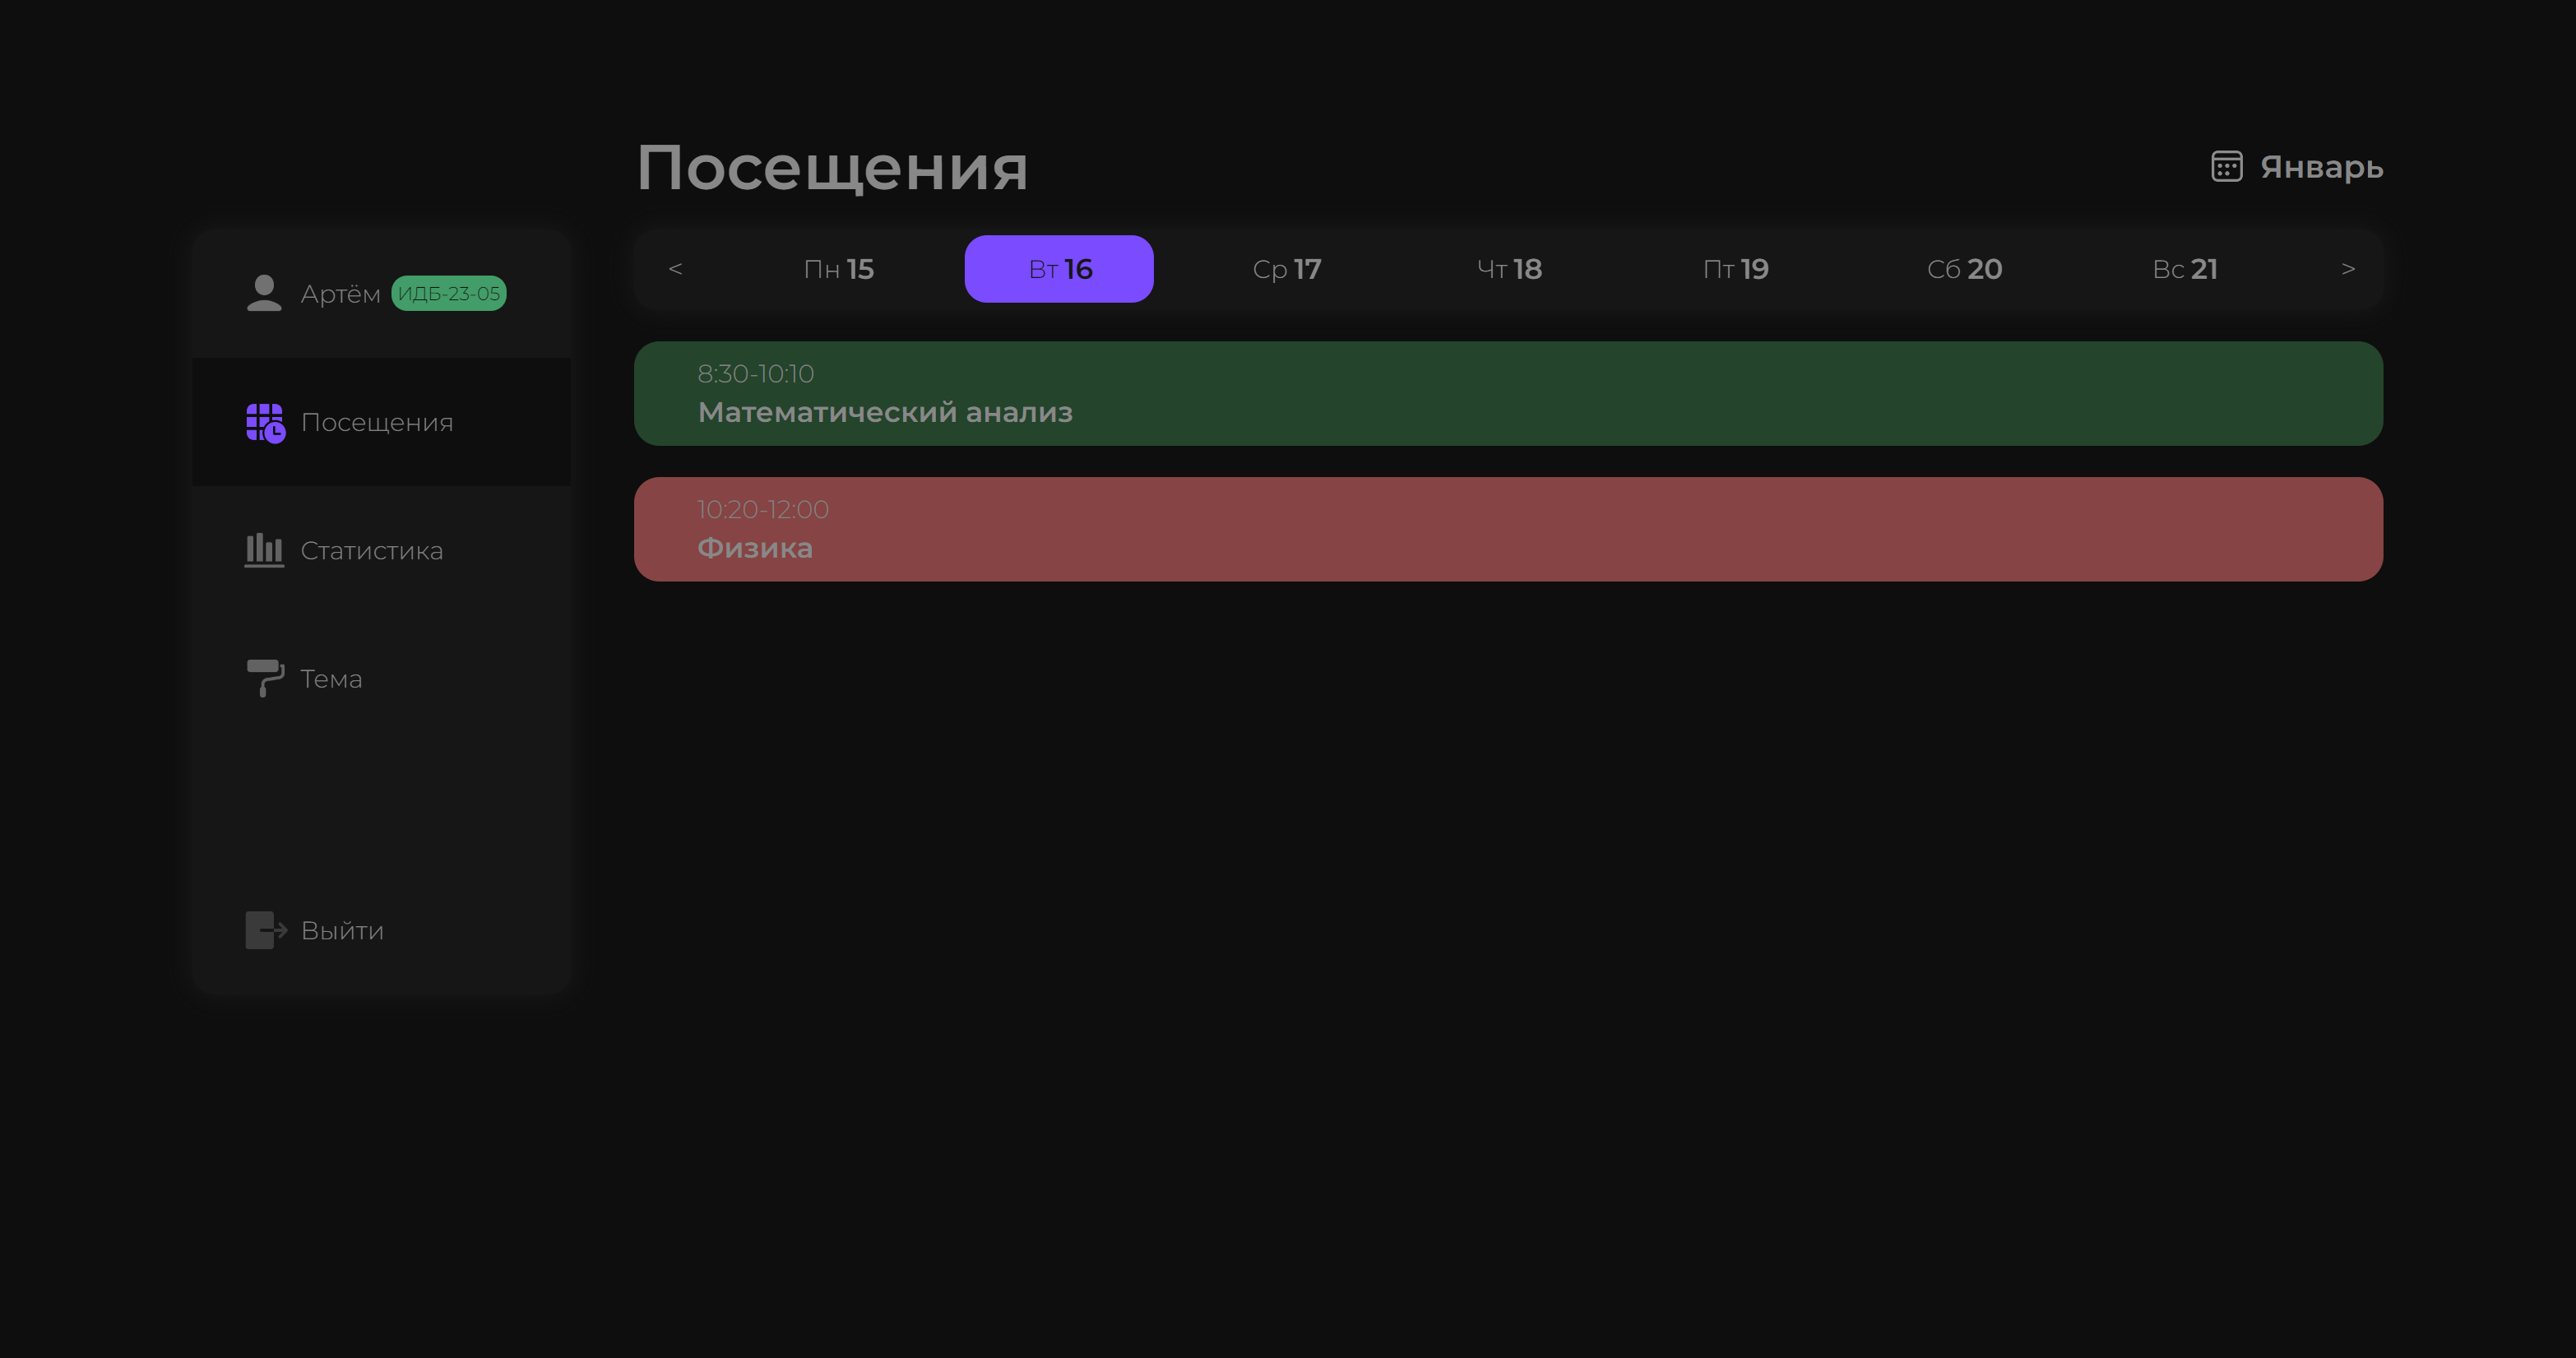 Посещения
Январь
< Пн 15 Вт 16 Ср 17 Чт 18 Пт 19 Сб 20 Вс 21 >
Артём ИДБ-23-05
Посещения
Статистика
Тема
Выйти
8:30-10:10
Математический анализ
10:20-12:00
Физика